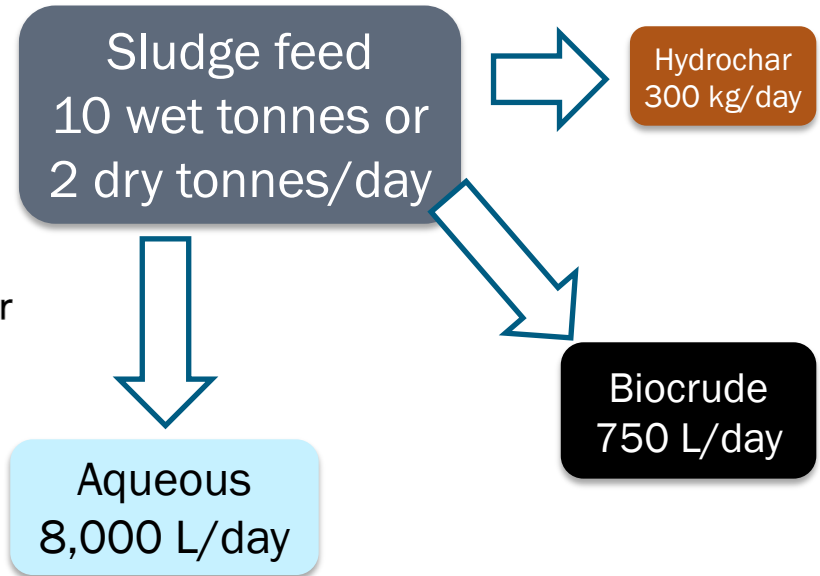 Sludge feed
10 wet tonnes or
2 dry tonnes/day
Hydrochar
300 kg/day
Biocrude
750 L/day
Aqueous
8,000 L/day